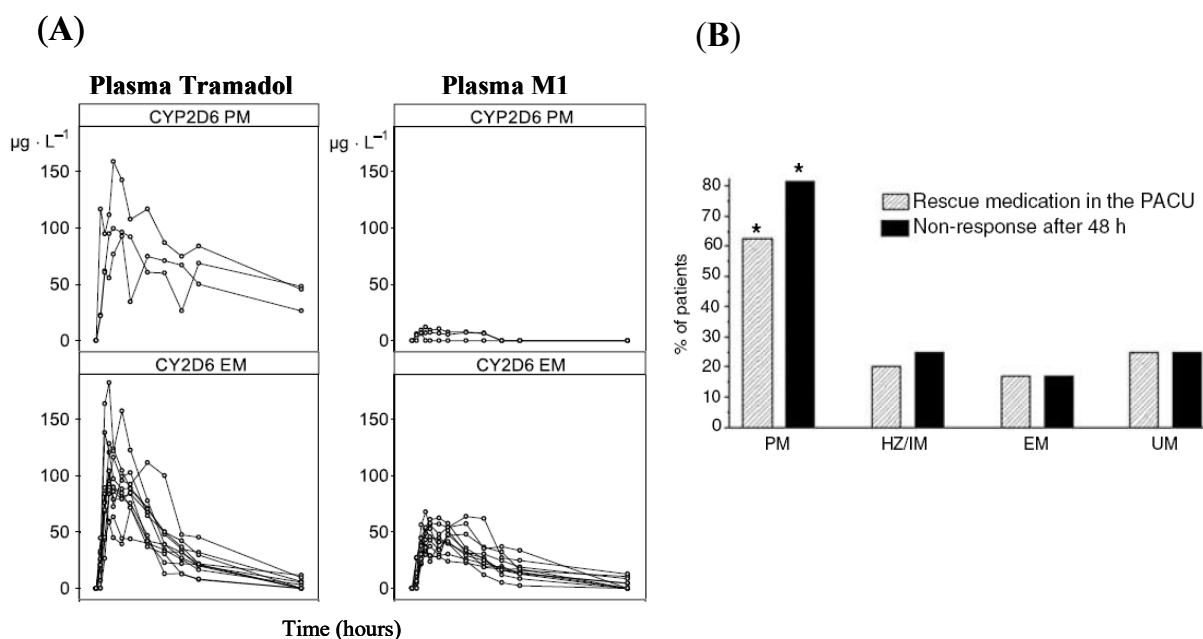 (A)
Plasma Tramadol
Plasma M1
CYP2D6 PM
CYP2D6 PM
µg · L⁻¹
µg · L⁻¹
150
100
50
0
150
100
50
0
CY2D6 EM
CY2D6 EM
150
100
50
0
150
100
50
0
Time (hours)
(B)
80
70
60
50
40
30
20
10
0
% of patients
* *
Rescue medication in the PACU
Non-response after 48 h
PM HZ/IM EM UM